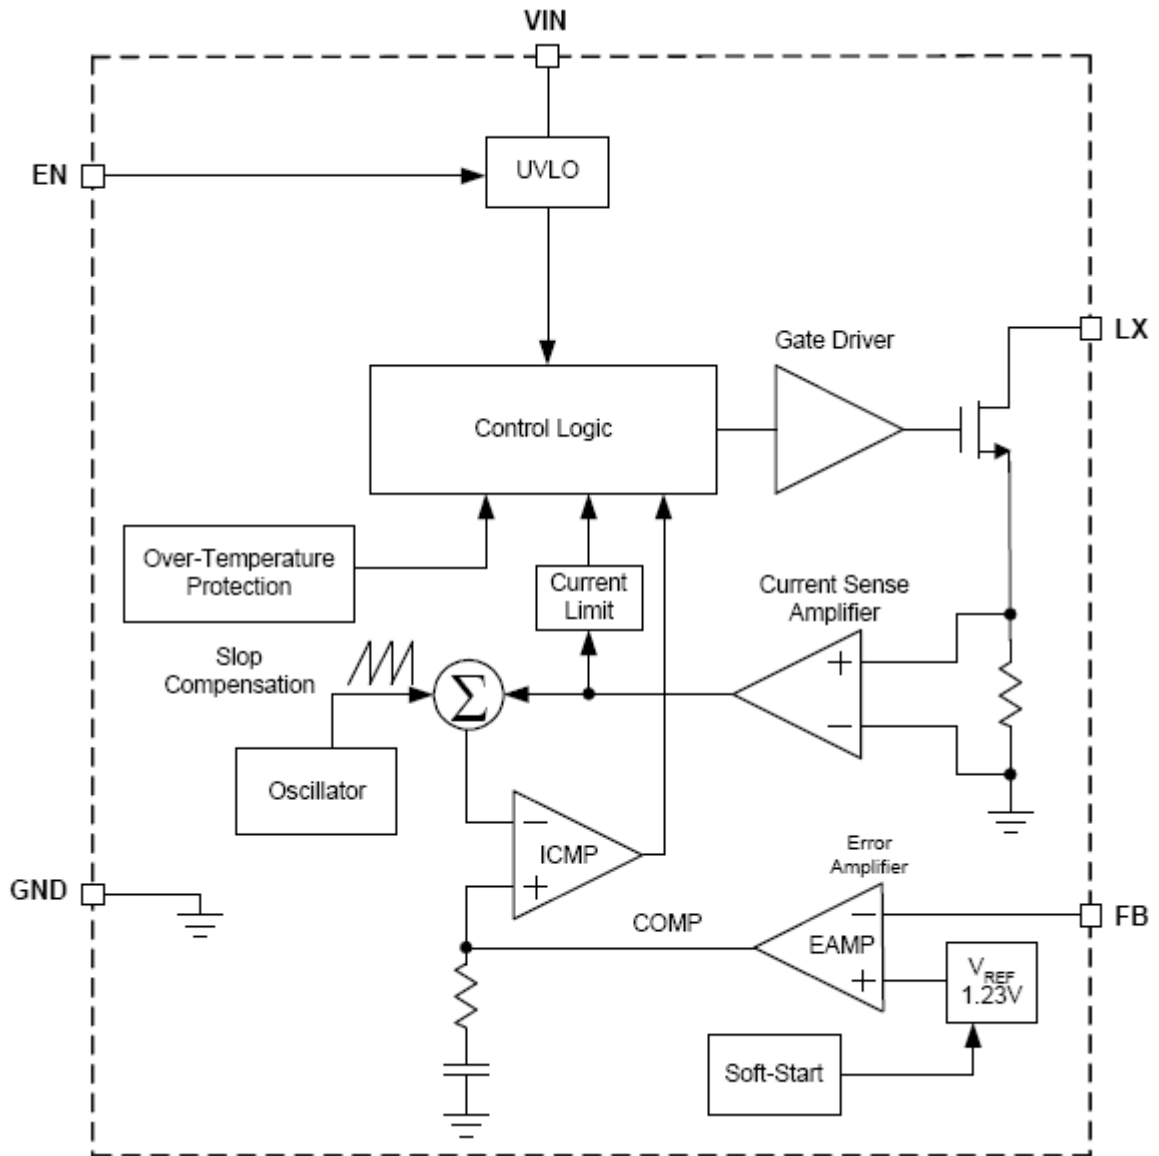 VIN
EN
UVLO
LX
Gate Driver
Control Logic
Over-Temperature
Protection
Current
Limit
Current Sense
Amplifier
Slop
Compensation
Σ
+
−
Oscillator
−
ICMP
+
Error
Amplifier
GND
FB
COMP
−
EAMP
+
VREF
1.23V
Soft-Start